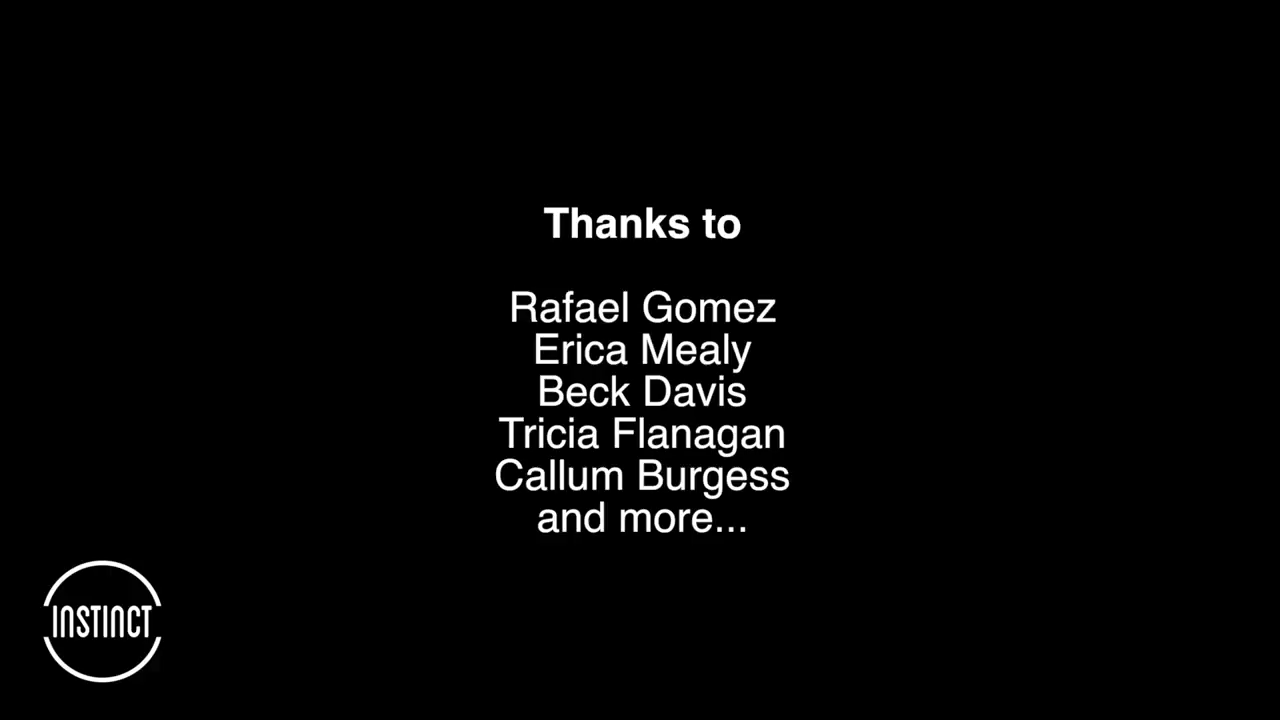 Thanks to
Rafael Gomez
Erica Mealy
Beck Davis
Tricia Flanagan
Callum Burgess
and more...
INSTINCT